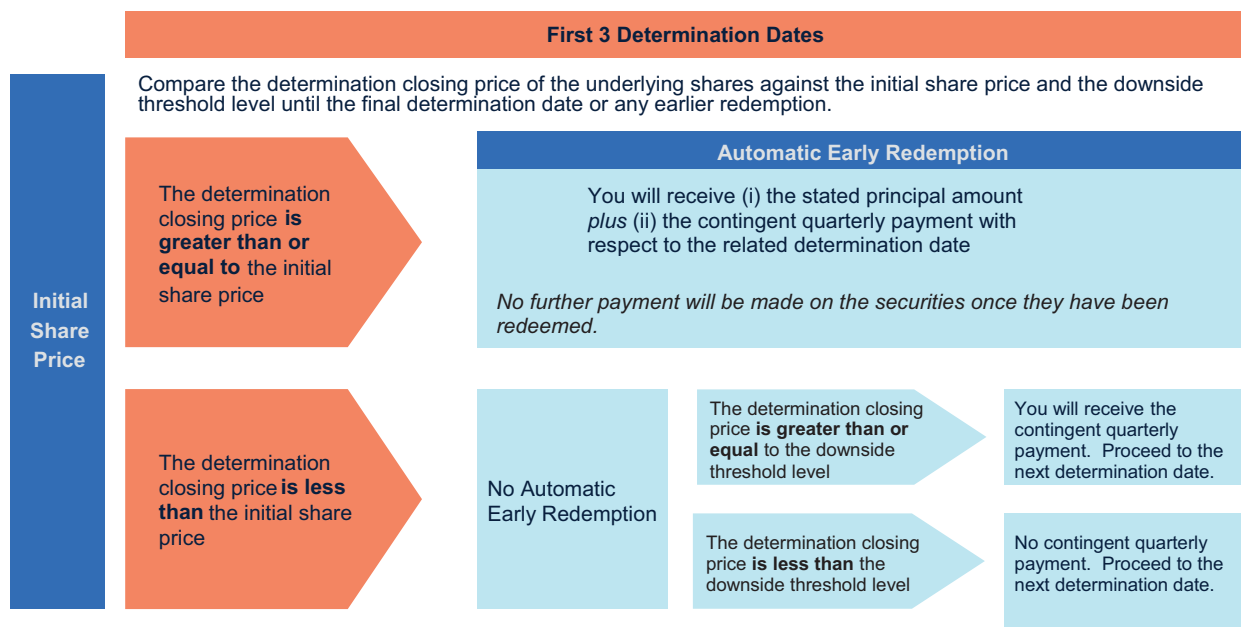 First 3 Determination Dates
Compare the determination closing price of the underlying shares against the initial share price and the downside
threshold level until the final determination date or any earlier redemption.
Initial
Share
Price
The determination
closing price is
greater than or
equal to the initial
share price
Automatic Early Redemption
You will receive (i) the stated principal amount
plus (ii) the contingent quarterly payment with
respect to the related determination date
No further payment will be made on the securities once they have been
redeemed.
The determination
closing price is less
than the initial share
price
No Automatic
Early Redemption
The determination closing
price is greater than or
equal to the downside
threshold level
You will receive the
contingent quarterly
payment.  Proceed to the
next determination date.
The determination closing
price is less than the
downside threshold level
No contingent quarterly
payment.  Proceed to the
next determination date.